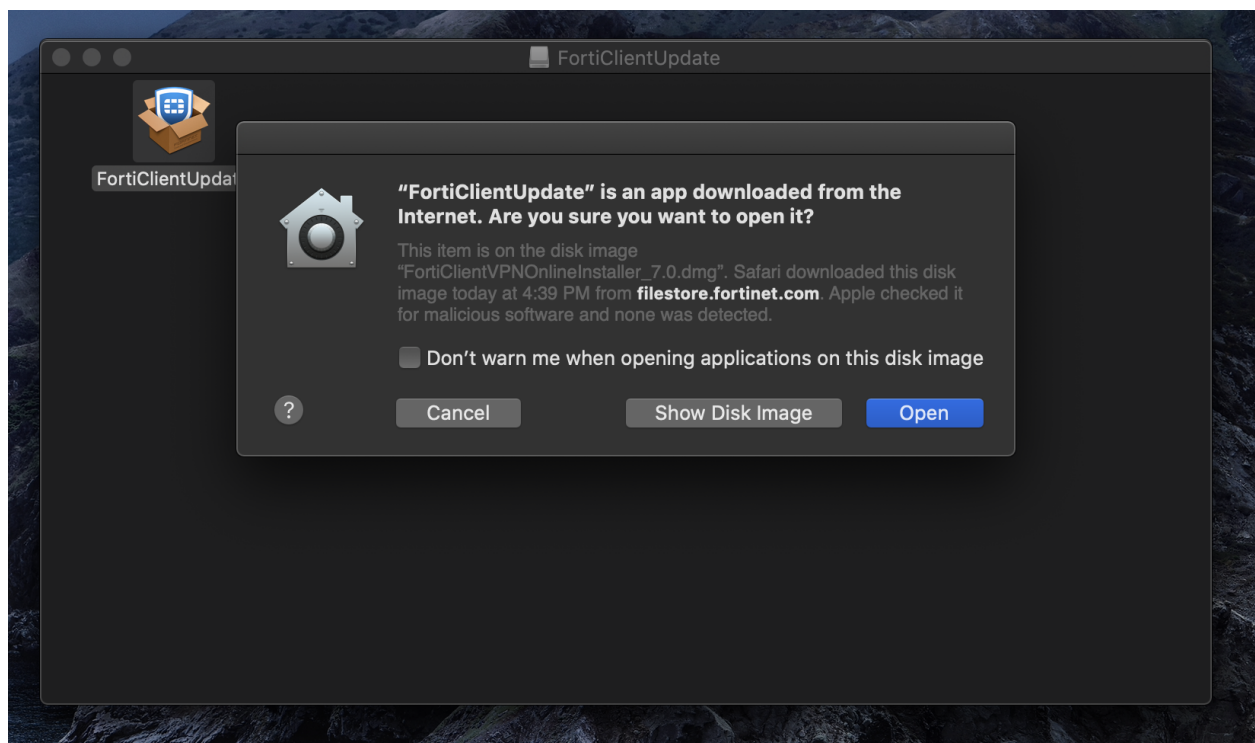 FortiClientUpdate
FortiClientUpdat
“FortiClientUpdate” is an app downloaded from the
Internet. Are you sure you want to open it?
This item is on the disk image
“FortiClientVPNOnlineInstaller_7.0.dmg”. Safari downloaded this disk
image today at 4:39 PM from filestore.fortinet.com. Apple checked it
for malicious software and none was detected.
Don’t warn me when opening applications on this disk image
?
Cancel
Show Disk Image
Open